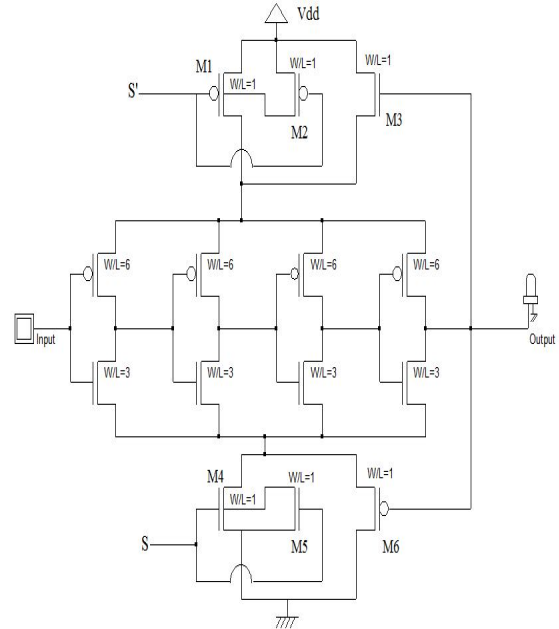 Vdd
M1
W/L=1
W/L=1
S'
W/L=1
M2
M3
W/L=6
W/L=6
W/L=6
W/L=6
Input
Output
W/L=3
W/L=3
W/L=3
W/L=3
M4
W/L=1
W/L=1
W/L=1
S
M5
M6